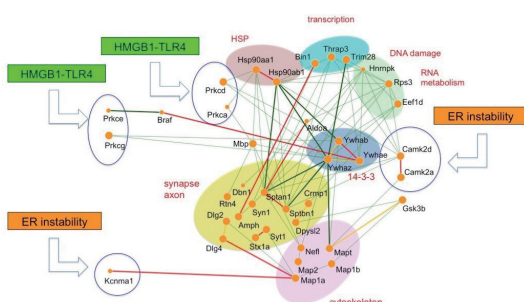 transcription
HSP
HMGB1-TLR4
Thrap3
Bin1
Trim28
DNA damage
Hsp90aa1
Hsp90ab1
Hnrnpk
HMGB1-TLR4
Prkcd
Rps3
RNA
metabolism
Prkca
Eef1d
Prkce
Braf
Aldoa
ER instability
Ywhab
Prkcg
Mbp
Ywhae
Camk2d
Ywhaz
14-3-3
Camk2a
synapse
axon
Dbn1
Sptan1
Crmp1
Rtn4
Gsk3b
Syn1
Sptbn1
Dlg2
Amph
Dpysl2
ER instability
Syt1
Nefl
Mapt
Dlg4
Stx1a
Map2
Map1b
Kcnma1
Map1a